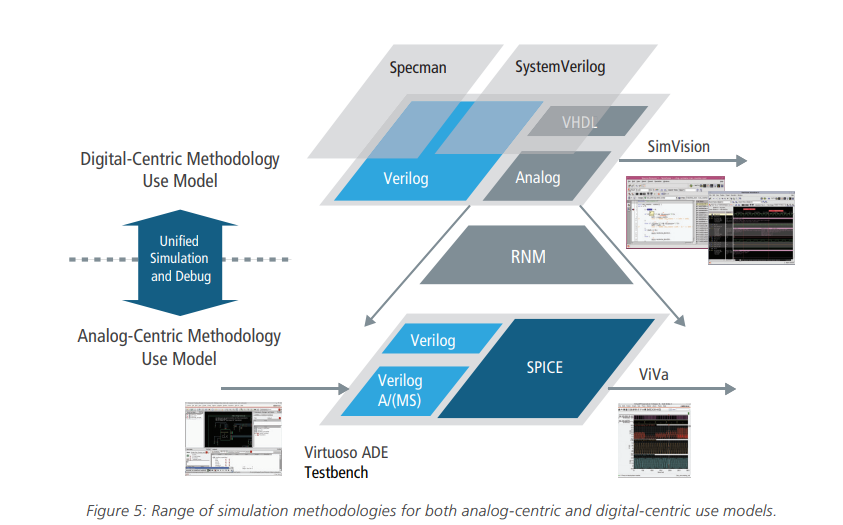 Specman
SystemVerilog
VHDL
SimVision
Digital-Centric Methodology
Use Model
Verilog
Analog
Unified
Simulation
and Debug
RNM
Analog-Centric Methodology
Use Model
Verilog
SPICE
ViVa
Verilog
A/(MS)
Virtuoso ADE
Testbench
Figure 5: Range of simulation methodologies for both analog-centric and digital-centric use models.